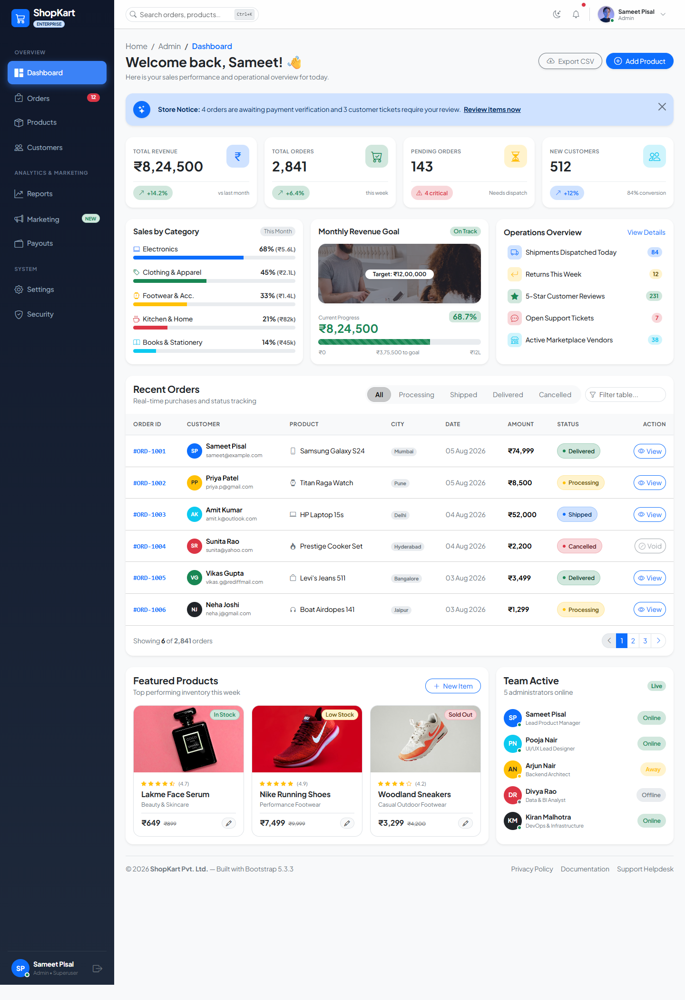 ShopKart
ENTERPRISE
Search orders, products... Ctrl+K
Sameet Pisal
Admin
OVERVIEW
Dashboard
Orders 12
Products
Customers
ANALYTICS & MARKETING
Reports
Marketing NEW
Payouts
SYSTEM
Settings
Security
SP Sameet Pisal
Admin • Superuser
Home / Admin / Dashboard
Welcome back, Sameet! 👋
Here is your sales performance and operational overview for today.
Export CSV
Add Product
Store Notice: 4 orders are awaiting payment verification and 3 customer tickets require your review. Review items now
TOTAL REVENUE
₹8,24,500
₹
+14.2% vs last month
TOTAL ORDERS
2,841
+6.4% this week
PENDING ORDERS
143
4 critical Needs dispatch
NEW CUSTOMERS
512
+12% 84% conversion
Sales by Category This Month
Electronics 68% (₹5.6L)
Clothing & Apparel 45% (₹2.1L)
Footwear & Acc. 33% (₹1.4L)
Kitchen & Home 21% (₹82k)
Books & Stationery 14% (₹45k)
Monthly Revenue Goal On Track
Target: ₹12,00,000
Current Progress 68.7%
₹8,24,500
₹0 ₹3,75,500 to goal ₹12L
Operations Overview View Details
Shipments Dispatched Today 84
Returns This Week 12
5-Star Customer Reviews 231
Open Support Tickets 7
Active Marketplace Vendors 38
Recent Orders
Real-time purchases and status tracking
All Processing Shipped Delivered Cancelled Filter table...
ORDER ID CUSTOMER PRODUCT CITY DATE AMOUNT STATUS ACTION
#ORD-1001 SP Sameet Pisal Samsung Galaxy S24 Mumbai 05 Aug 2026 ₹74,999 Delivered View
sameet@example.com
#ORD-1002 PP Priya Patel Titan Raga Watch Pune 05 Aug 2026 ₹8,500 Processing View
priya.p@gmail.com
#ORD-1003 AK Amit Kumar HP Laptop 15s Delhi 04 Aug 2026 ₹52,000 Shipped View
amit.k@outlook.com
#ORD-1004 SR Sunita Rao Prestige Cooker Set Hyderabad 04 Aug 2026 ₹2,200 Cancelled Void
sunita@yahoo.com
#ORD-1005 VG Vikas Gupta Levi's Jeans 511 Bangalore 03 Aug 2026 ₹3,499 Delivered View
vikas.g@rediffmail.com
#ORD-1006 NJ Neha Joshi Boat Airdopes 141 Jaipur 03 Aug 2026 ₹1,299 Processing View
neha.j@gmail.com
Showing 6 of 2,841 orders 1 2 3
Featured Products
Top performing inventory this week
New Item
In Stock
COCO
NOIR
CHANEL
(4.7)
Lakme Face Serum
Beauty & Skincare
₹649 ₹899
Low Stock
NIKE
(4.9)
Nike Running Shoes
Performance Footwear
₹7,499 ₹9,999
Sold Out
(4.2)
Woodland Sneakers
Casual Outdoor Footwear
₹3,299 ₹4,200
Team Active
5 administrators online
Live
SP Sameet Pisal Online
Lead Product Manager
PN Pooja Nair Online
UI/UX Lead Designer
AN Arjun Nair Away
Backend Architect
DR Divya Rao Offline
Data & BI Analyst
KM Kiran Malhotra Online
DevOps & Infrastructure
© 2026 ShopKart Pvt. Ltd. — Built with Bootstrap 5.3.3
Privacy Policy Documentation Support Helpdesk